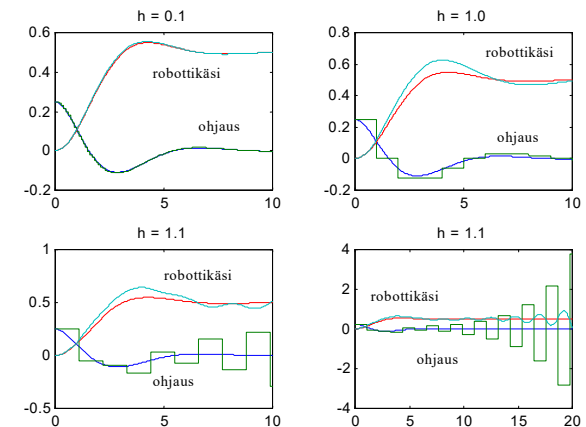 h = 0.1
0.6
0.4
0.2
0
-0.2
0
5
10
robottikäsi
ohjaus
h = 1.0
0.8
0.6
0.4
0.2
0
-0.2
0
5
10
robottikäsi
ohjaus
h = 1.1
1
0.5
0
-0.5
0
5
10
robottikäsi
ohjaus
h = 1.1
4
2
0
-2
-4
0
5
10
15
20
robottikäsi
ohjaus